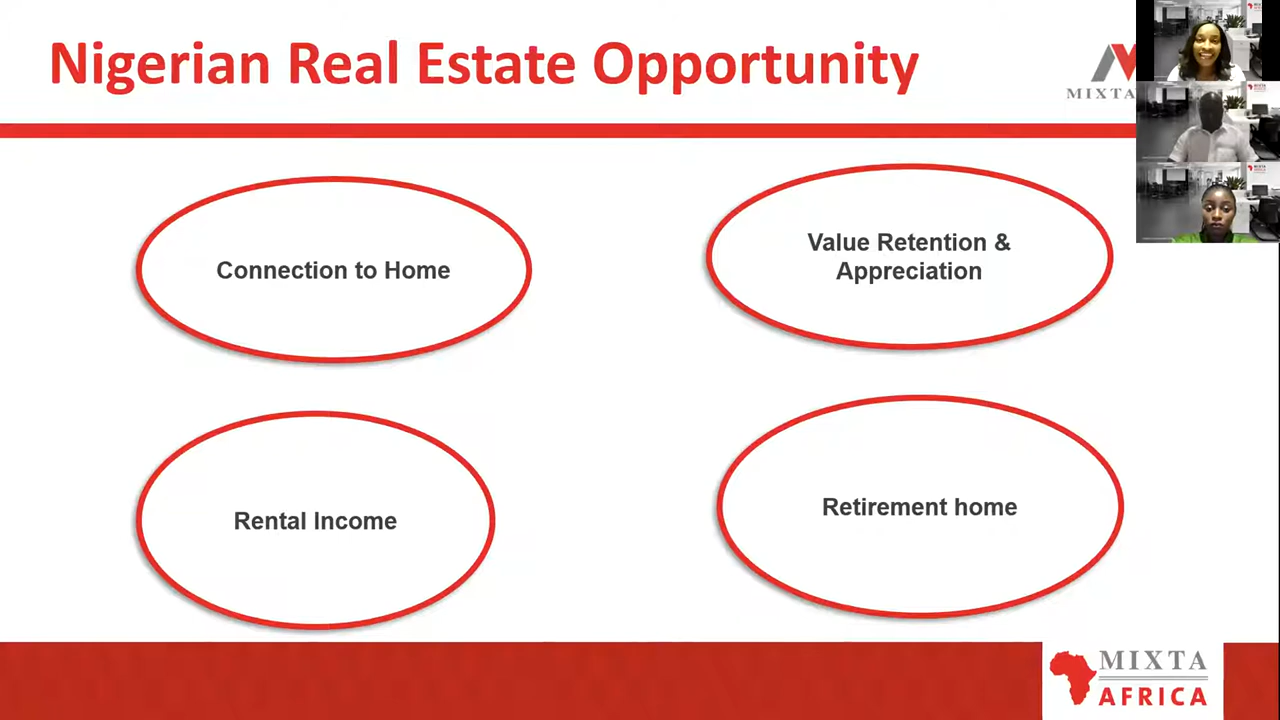 Nigerian Real Estate Opportunity
MIXTA
Connection to Home
Value Retention &
Appreciation
Rental Income
Retirement home
MIXTA
AFRICA